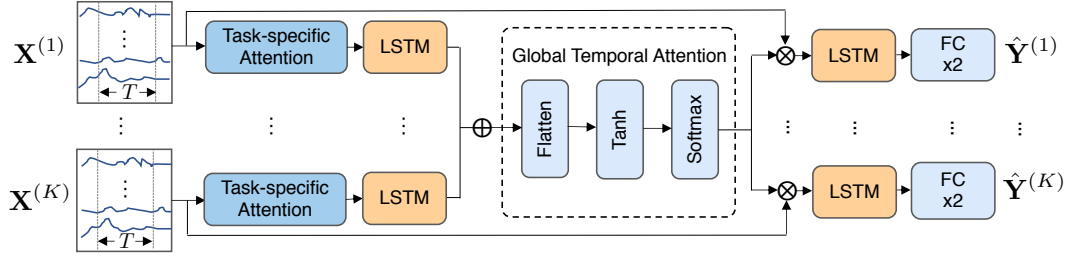 X^(1)
T
Task-specific
Attention
LSTM
Global Temporal Attention
Flatten
Tanh
Softmax
LSTM
FC
x2
Ŷ^(1)
X^(K)
T
Task-specific
Attention
LSTM
LSTM
FC
x2
Ŷ^(K)